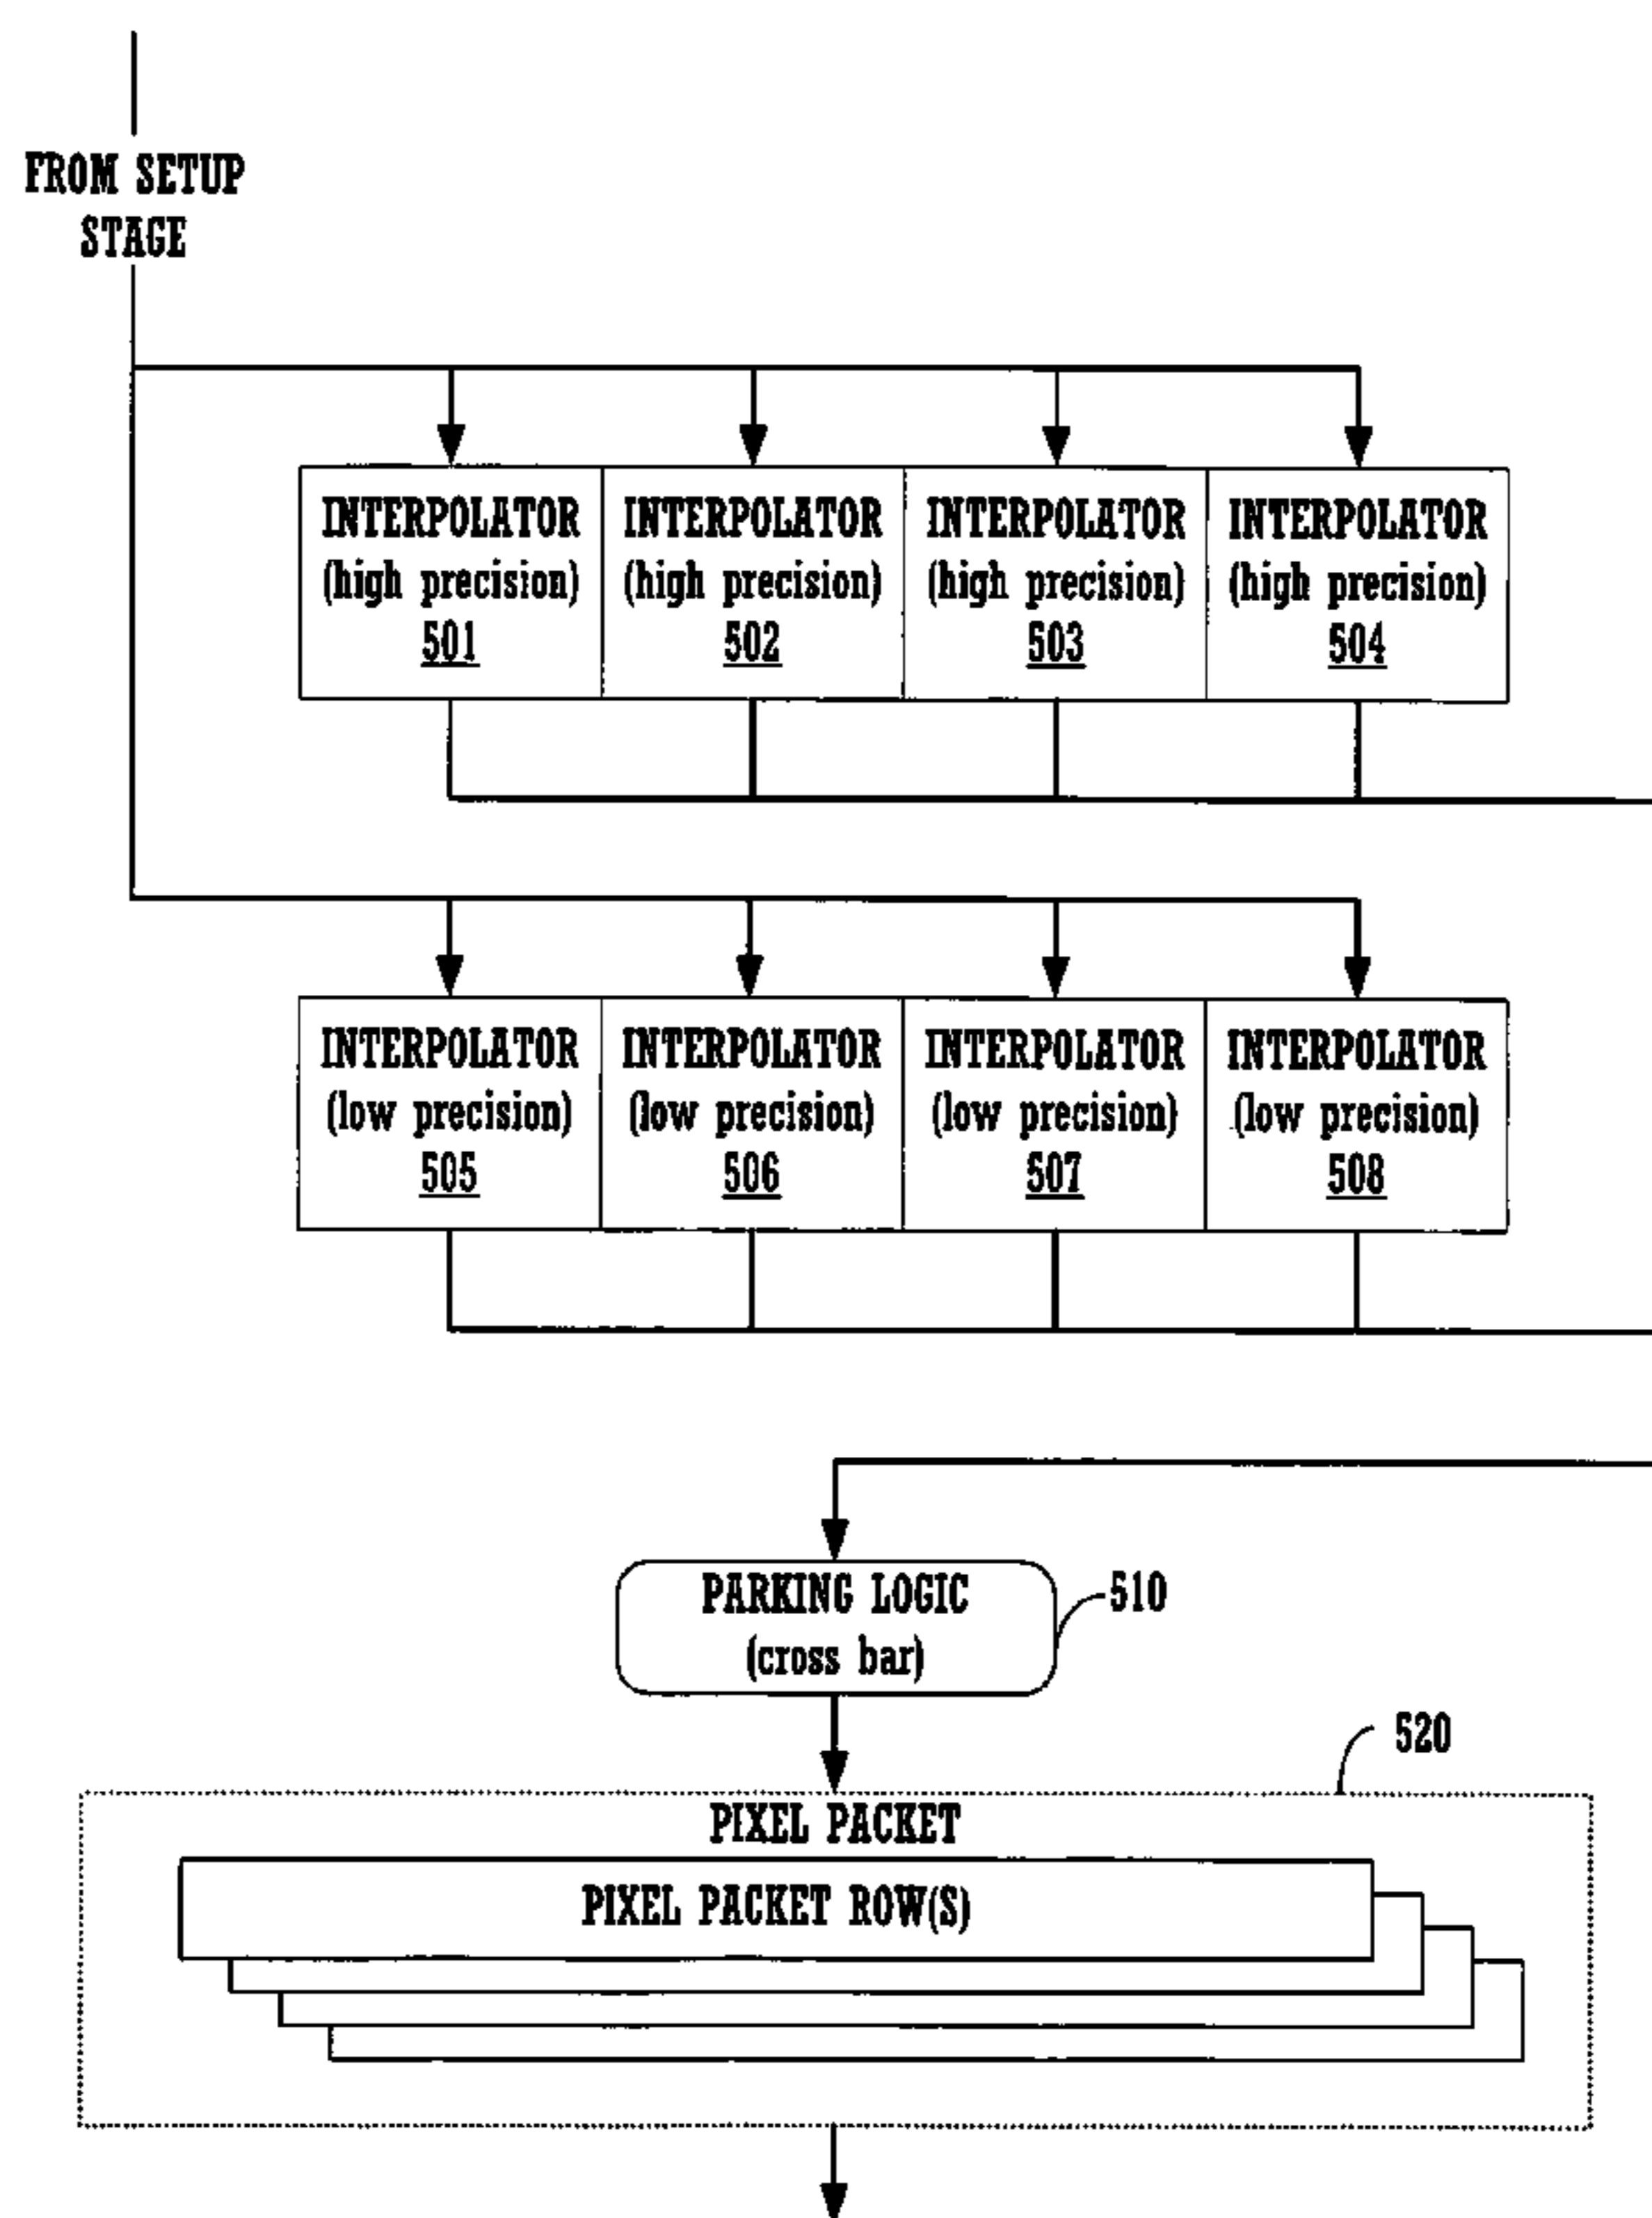 FROM SETUP
STAGE
INTERPOLATOR
(high precision)
501
INTERPOLATOR
(high precision)
502
INTERPOLATOR
(high precision)
503
INTERPOLATOR
(high precision)
504
INTERPOLATOR
(low precision)
505
INTERPOLATOR
(low precision)
506
INTERPOLATOR
(low precision)
507
INTERPOLATOR
(low precision)
508
PARKING LOGIC
(cross bar)
510
520
PIXEL PACKET
PIXEL PACKET ROW(S)